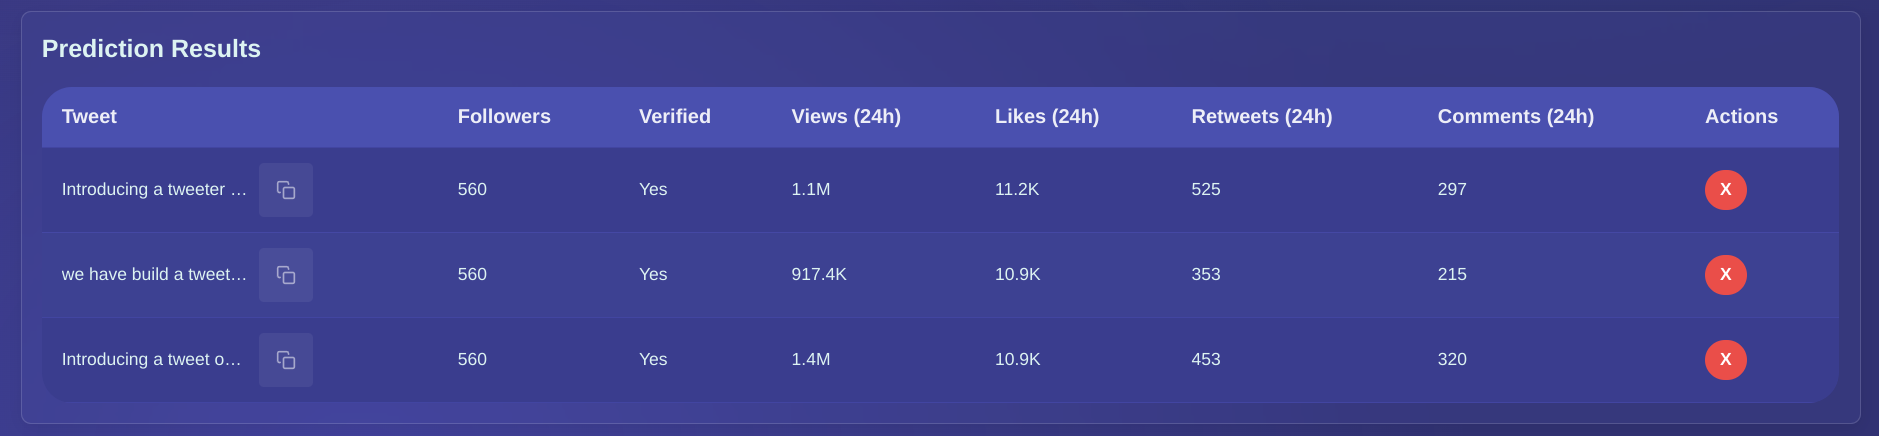 Prediction Results
Tweet Followers Verified Views (24h) Likes (24h) Retweets (24h) Comments (24h) Actions
Introducing a tweeter … 560 Yes 1.1M 11.2K 525 297 X
we have build a tweet… 560 Yes 917.4K 10.9K 353 215 X
Introducing a tweet o… 560 Yes 1.4M 10.9K 453 320 X